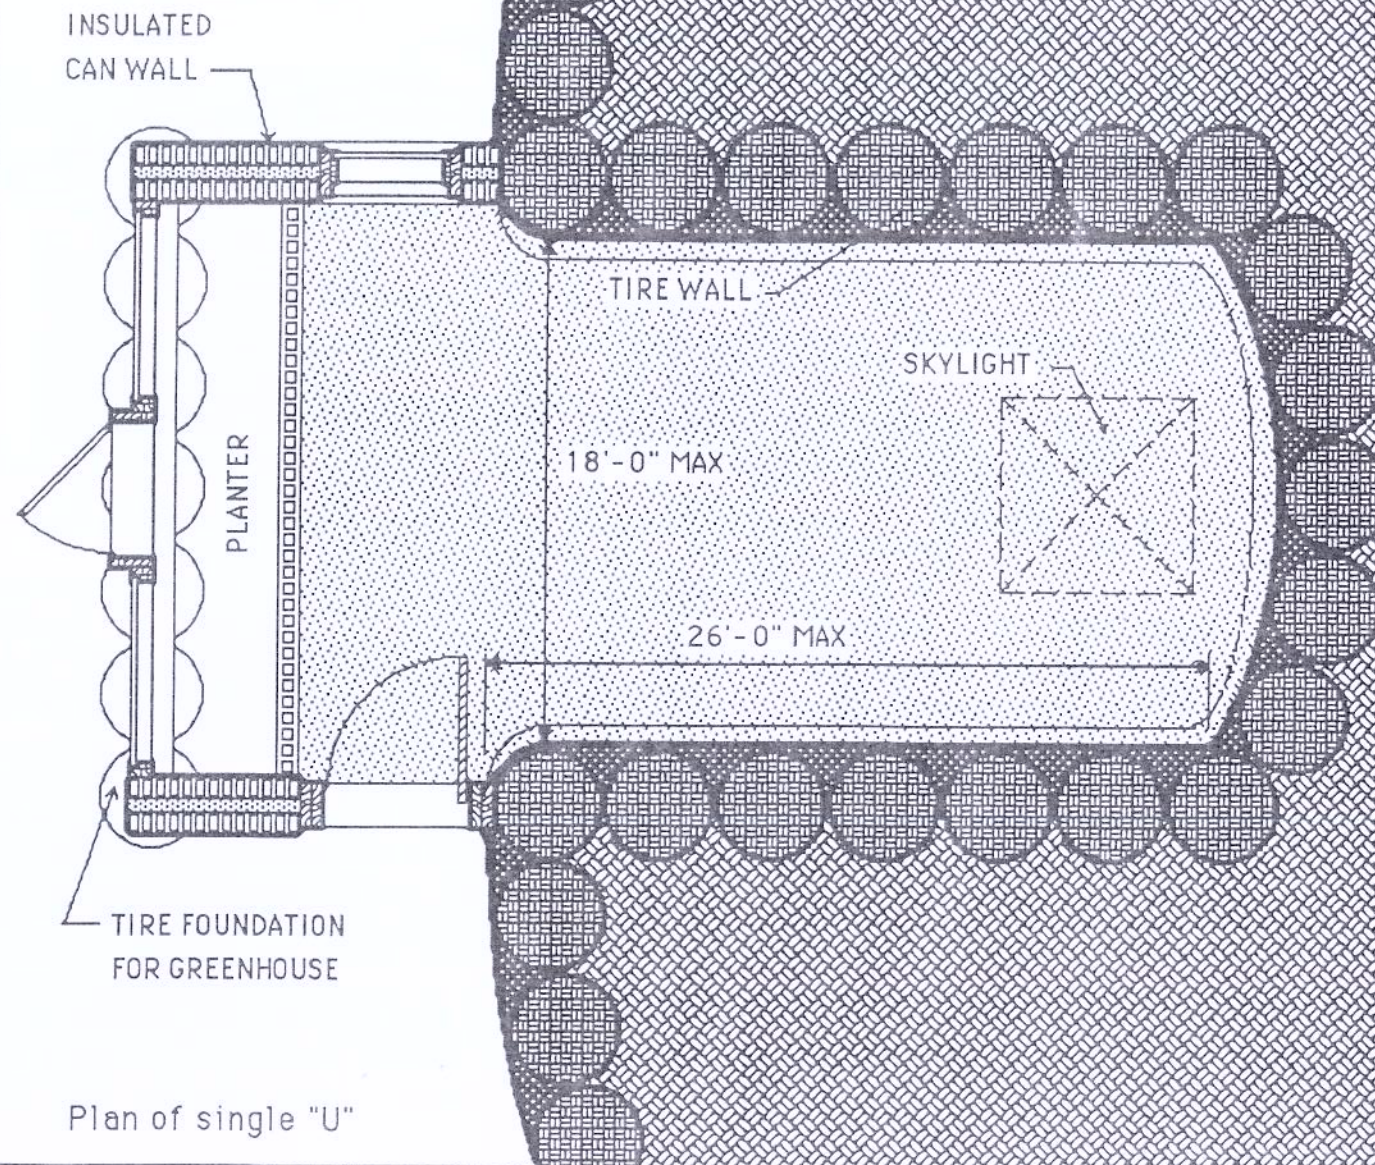 INSULATED
CAN WALL
TIRE WALL
SKYLIGHT
PLANTER
18'-0" MAX
26'-0" MAX
TIRE FOUNDATION
FOR GREENHOUSE
Plan of single "U"